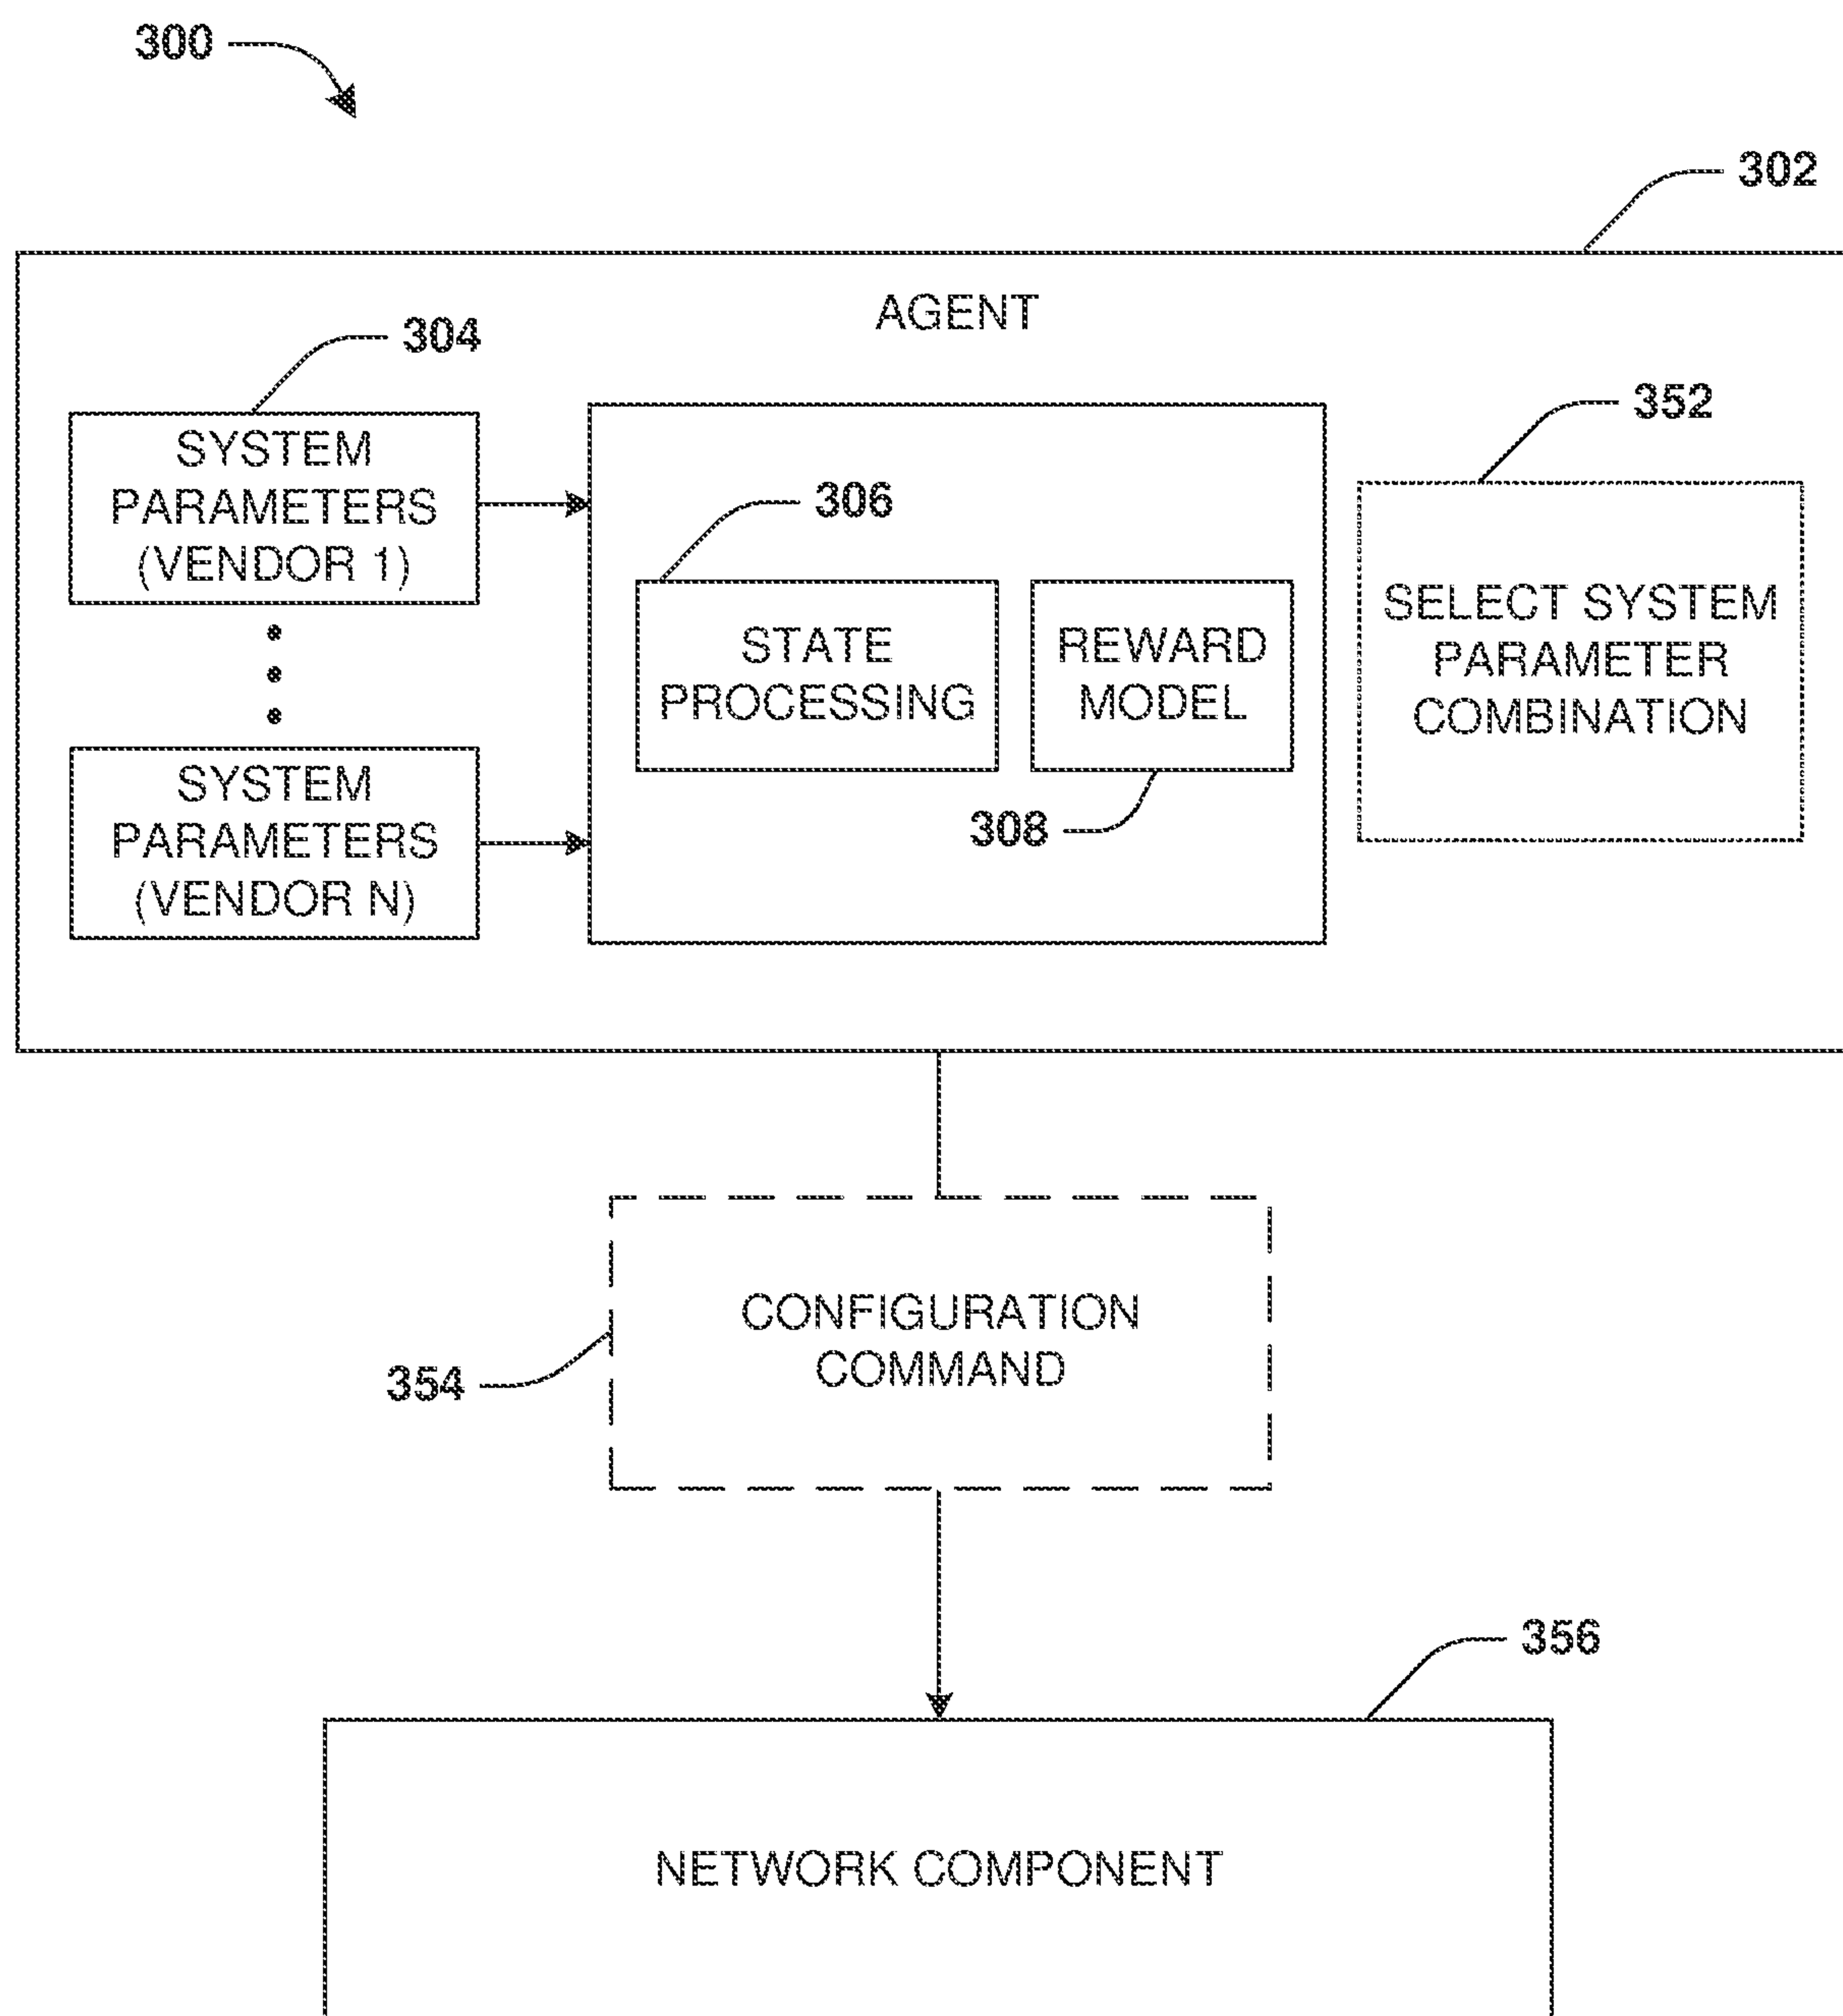 300
302
AGENT
304
352
SYSTEM
PARAMETERS
(VENDOR 1)
306
STATE
PROCESSING
REWARD
MODEL
308
SELECT SYSTEM
PARAMETER
COMBINATION
SYSTEM
PARAMETERS
(VENDOR N)
CONFIGURATION
COMMAND
354
356
NETWORK COMPONENT